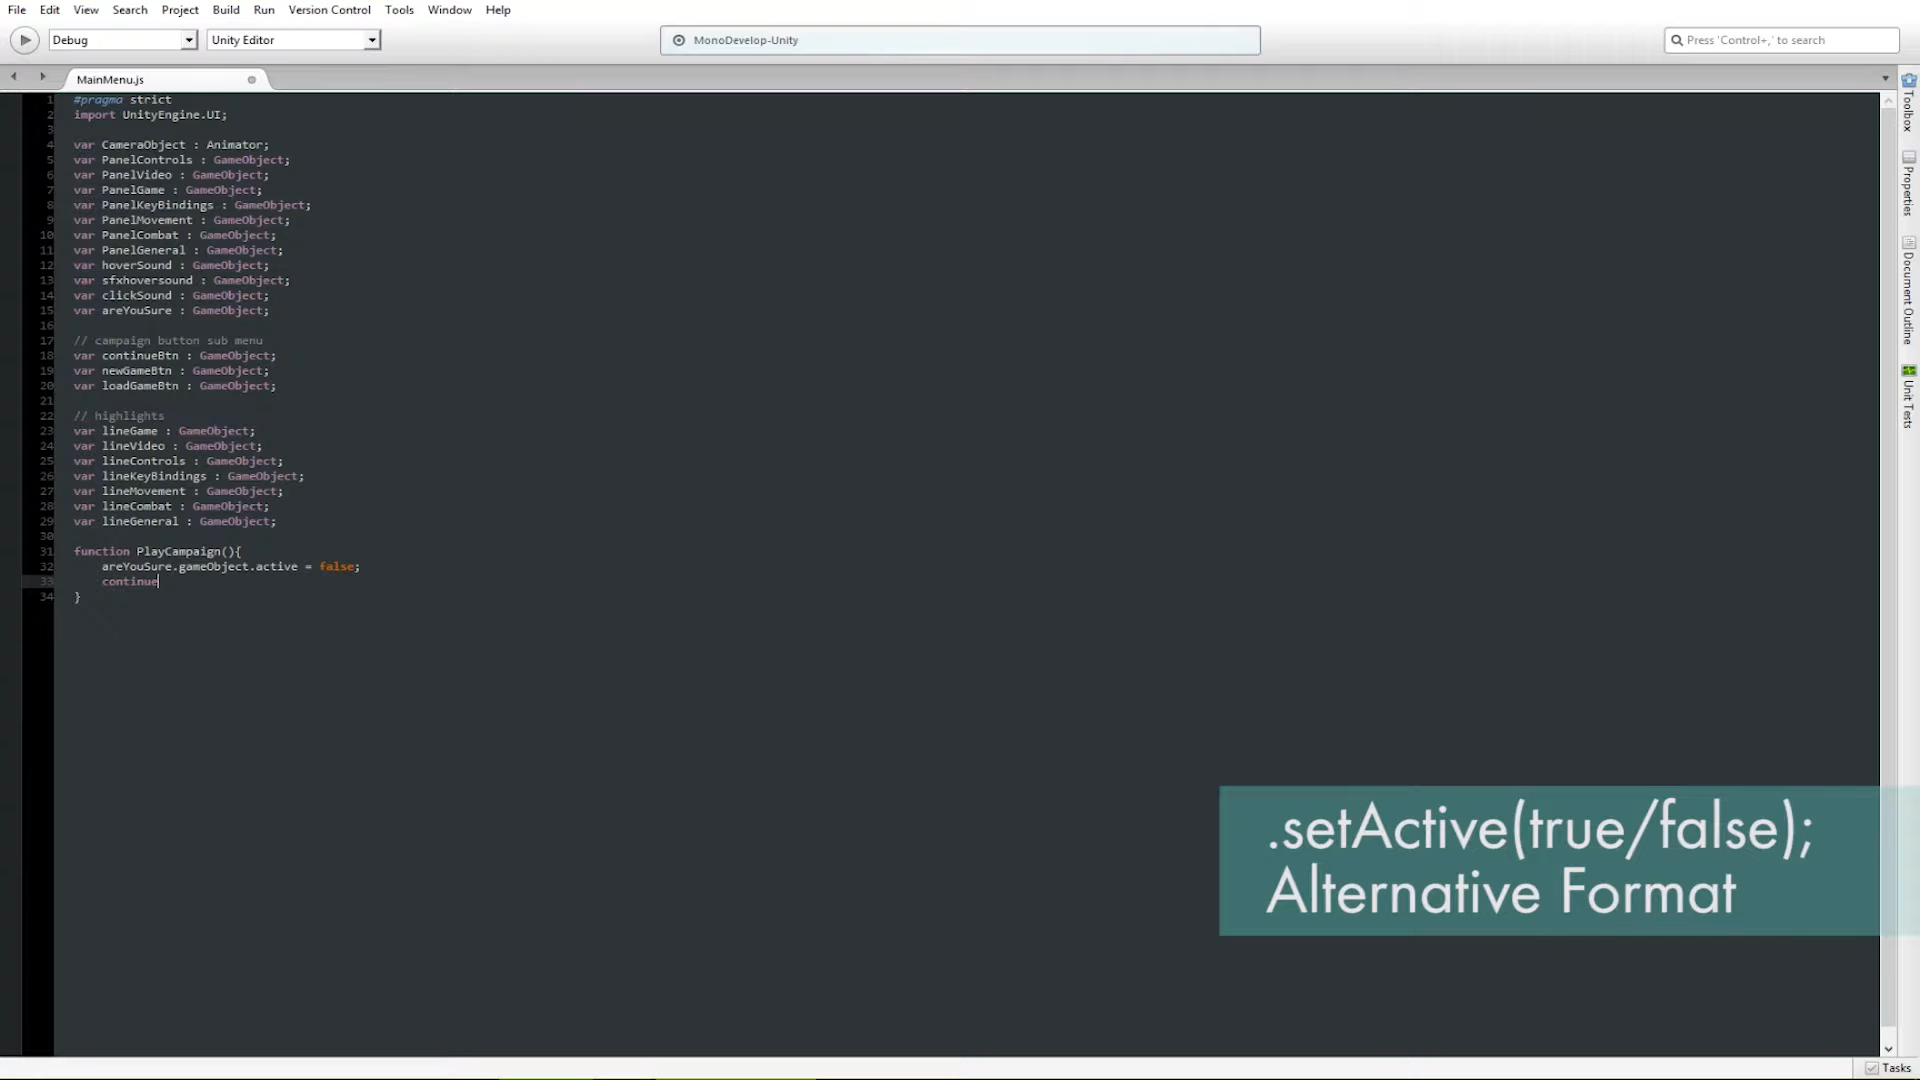 File Edit View Search Project Build Run Version Control Tools Window Help
Debug Unity Editor MonoDevelop-Unity Press 'Control+,' to search
MainMenu.js
1 #pragma strict
2 import UnityEngine.UI;
3
4 var CameraObject : Animator;
5 var PanelControls : GameObject;
6 var PanelVideo : GameObject;
7 var PanelGame : GameObject;
8 var PanelKeyBindings : GameObject;
9 var PanelMovement : GameObject;
10 var PanelCombat : GameObject;
11 var PanelGeneral : GameObject;
12 var hoverSound : GameObject;
13 var sfxhoversound : GameObject;
14 var clickSound : GameObject;
15 var areYouSure : GameObject;
16
17 // campaign button sub menu
18 var continueBtn : GameObject;
19 var newGameBtn : GameObject;
20 var loadGameBtn : GameObject;
21
22 // highlights
23 var lineGame : GameObject;
24 var lineVideo : GameObject;
25 var lineControls : GameObject;
26 var lineKeyBindings : GameObject;
27 var lineMovement : GameObject;
28 var lineCombat : GameObject;
29 var lineGeneral : GameObject;
30
31 function PlayCampaign(){
32 areYouSure.gameObject.active = false;
33 continue
34 }
.setActive(true/false);
Alternative Format
Toolbox
Properties
Document Outline
Unit Tests
Tasks